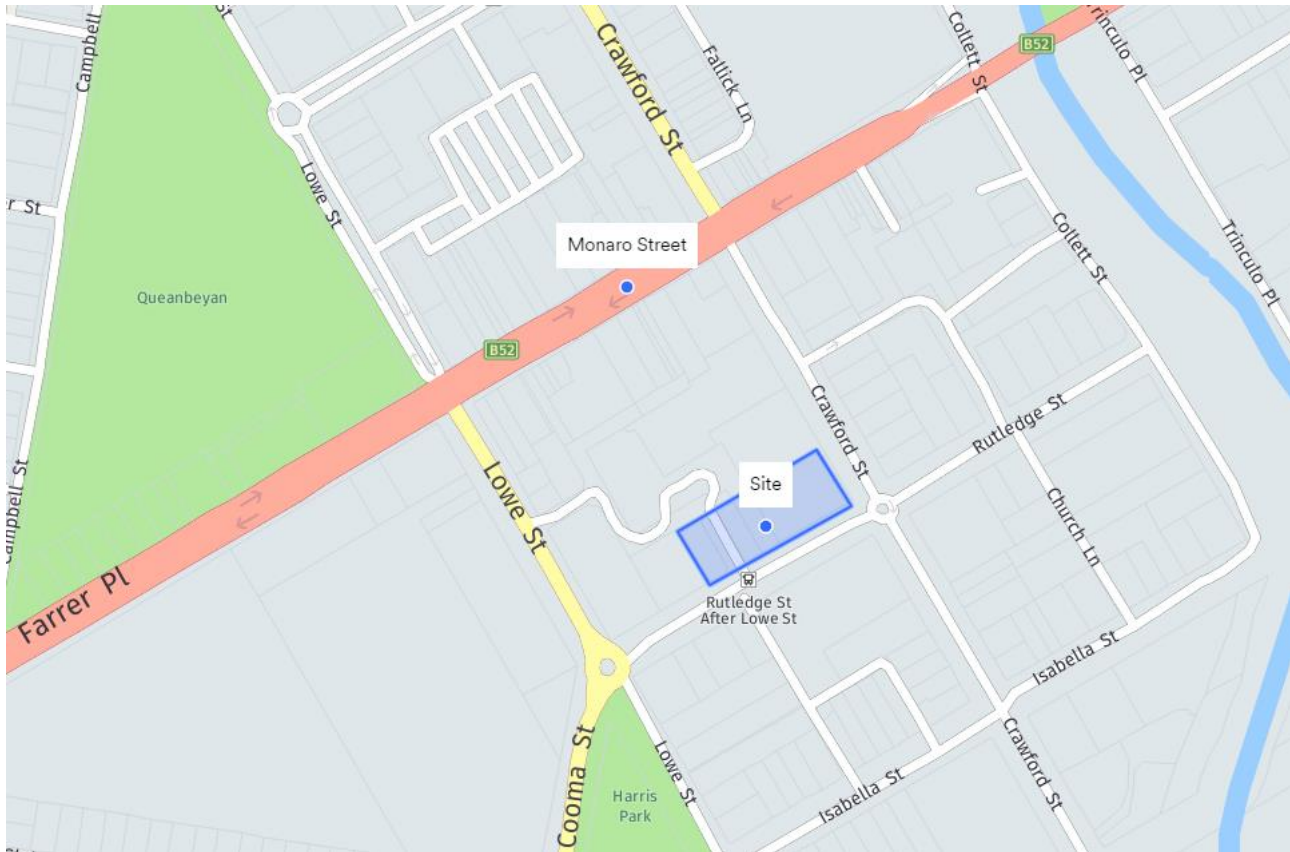 Campbell
Crawford St
Fallick Ln
Collett St
B52
Trinculo Pl
Lowe St
Monaro Street
Queanbeyan
B52
Collett St
Trinculo Pl
Crawford St
Rutledge St
Lowe St
Site
Church Ln
Campbell St
Farrer Pl
Rutledge St
After Lowe St
Isabella St
Cooma St
Lowe St
Harris
Park
Isabella St
Crawford St